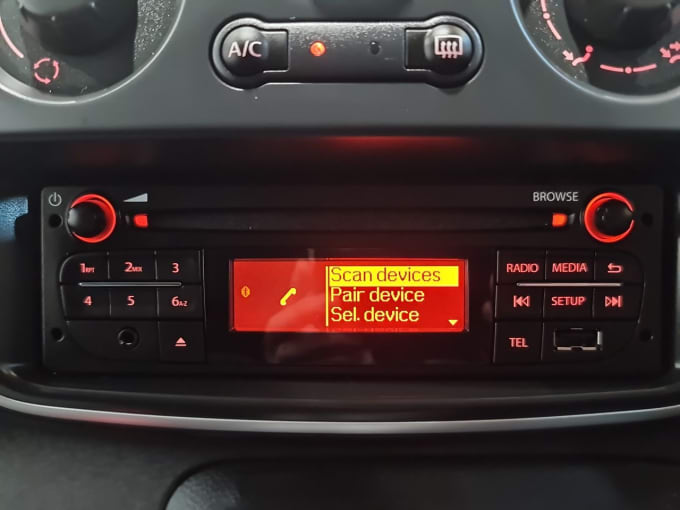 A/C
BROWSE
Scan devices
Pair device
Sel. device
1RPT 2MIX 3
4 5 6A-Z
RADIO MEDIA
SETUP
TEL